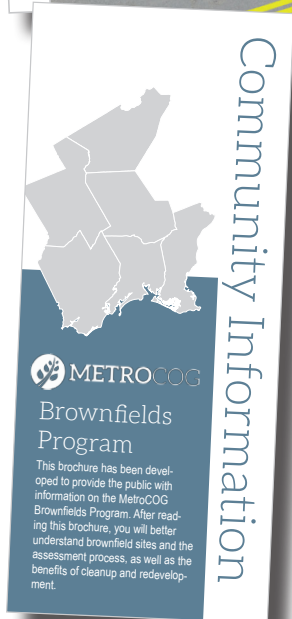 Community Information
METROCOG
Brownfields
Program
This brochure has been devel-
oped to provide the public with
information on the MetroCOG
Brownfields Program. After read-
ing this brochure, you will better
understand brownfield sites and the
assessment process, as well as the
benefits of cleanup and redevelop-
ment.